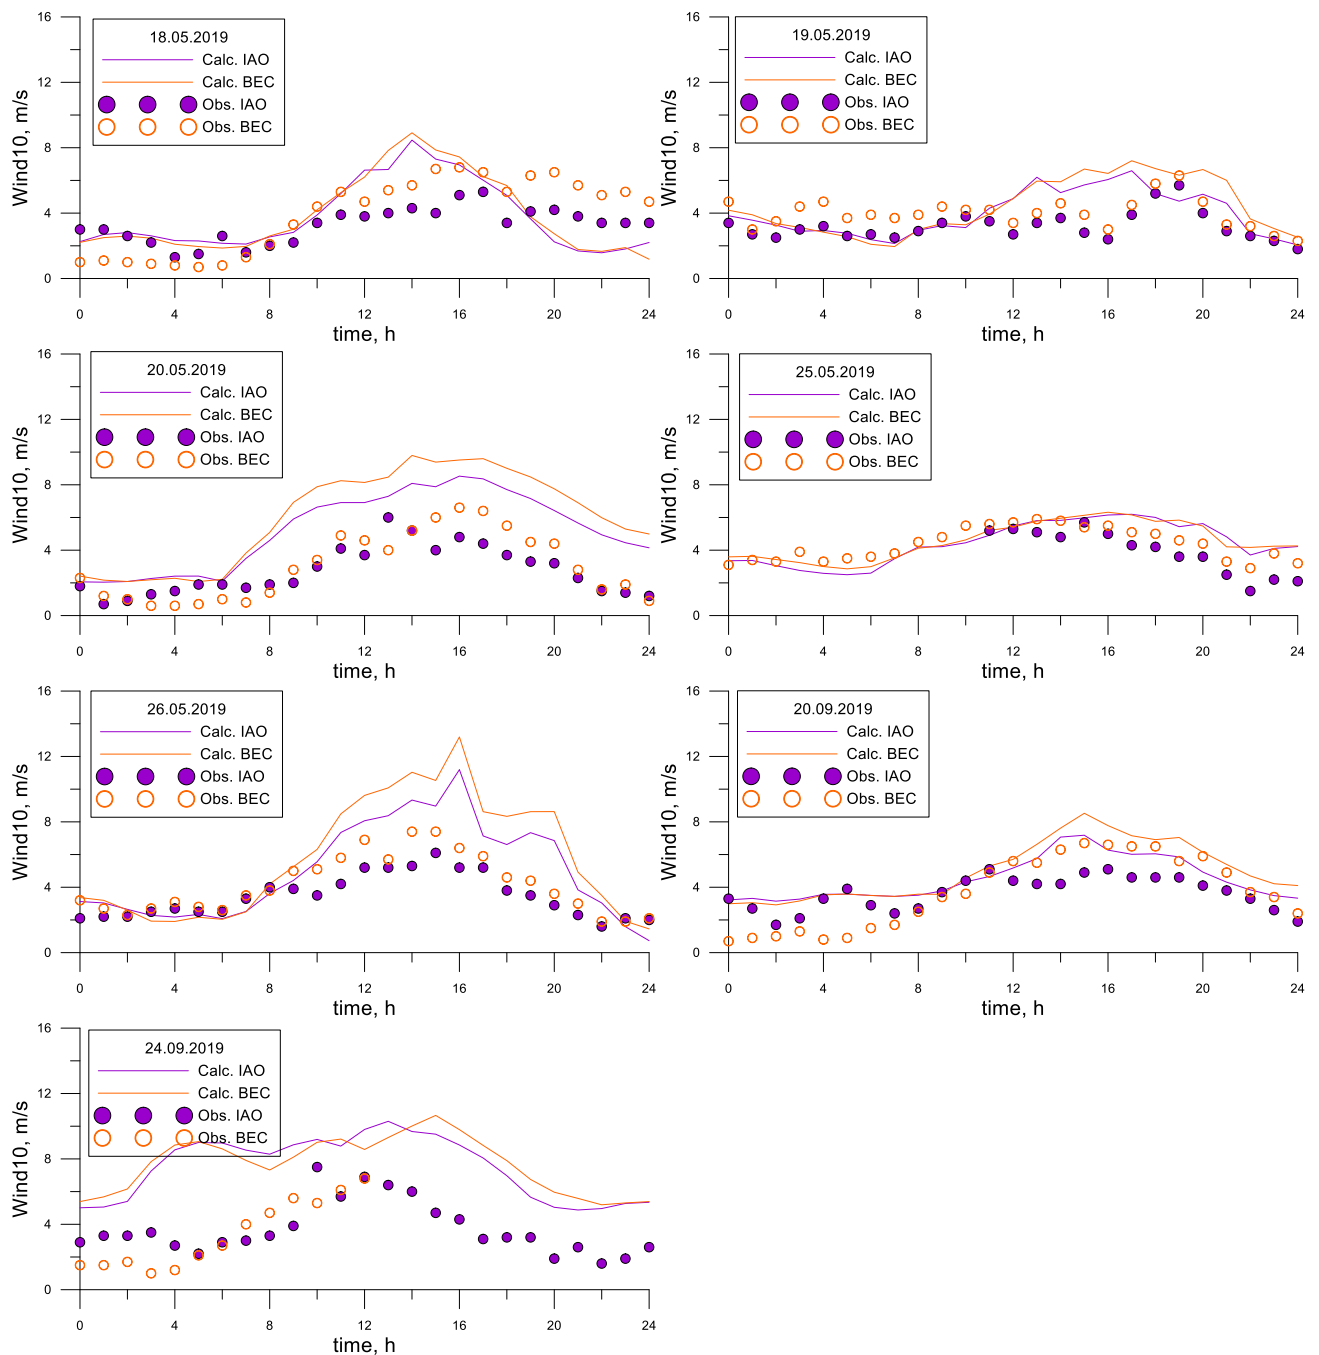 18.05.2019
Calc. IAO
Calc. BEC
Obs. IAO
Obs. BEC
Wind10, m/s
16
12
8
4
0
0 4 8 12 16 20 24
time, h
19.05.2019
Calc. IAO
Calc. BEC
Obs. IAO
Obs. BEC
Wind10, m/s
16
12
8
4
0
0 4 8 12 16 20 24
time, h
20.05.2019
Calc. IAO
Calc. BEC
Obs. IAO
Obs. BEC
Wind10, m/s
16
12
8
4
0
0 4 8 12 16 20 24
time, h
25.05.2019
Calc. IAO
Calc. BEC
Obs. IAO
Obs. BEC
Wind10, m/s
16
12
8
4
0
0 4 8 12 16 20 24
time, h
26.05.2019
Calc. IAO
Calc. BEC
Obs. IAO
Obs. BEC
Wind10, m/s
16
12
8
4
0
0 4 8 12 16 20 24
time, h
20.09.2019
Calc. IAO
Calc. BEC
Obs. IAO
Obs. BEC
Wind10, m/s
16
12
8
4
0
0 4 8 12 16 20 24
time, h
24.09.2019
Calc. IAO
Calc. BEC
Obs. IAO
Obs. BEC
Wind10, m/s
16
12
8
4
0
0 4 8 12 16 20 24
time, h